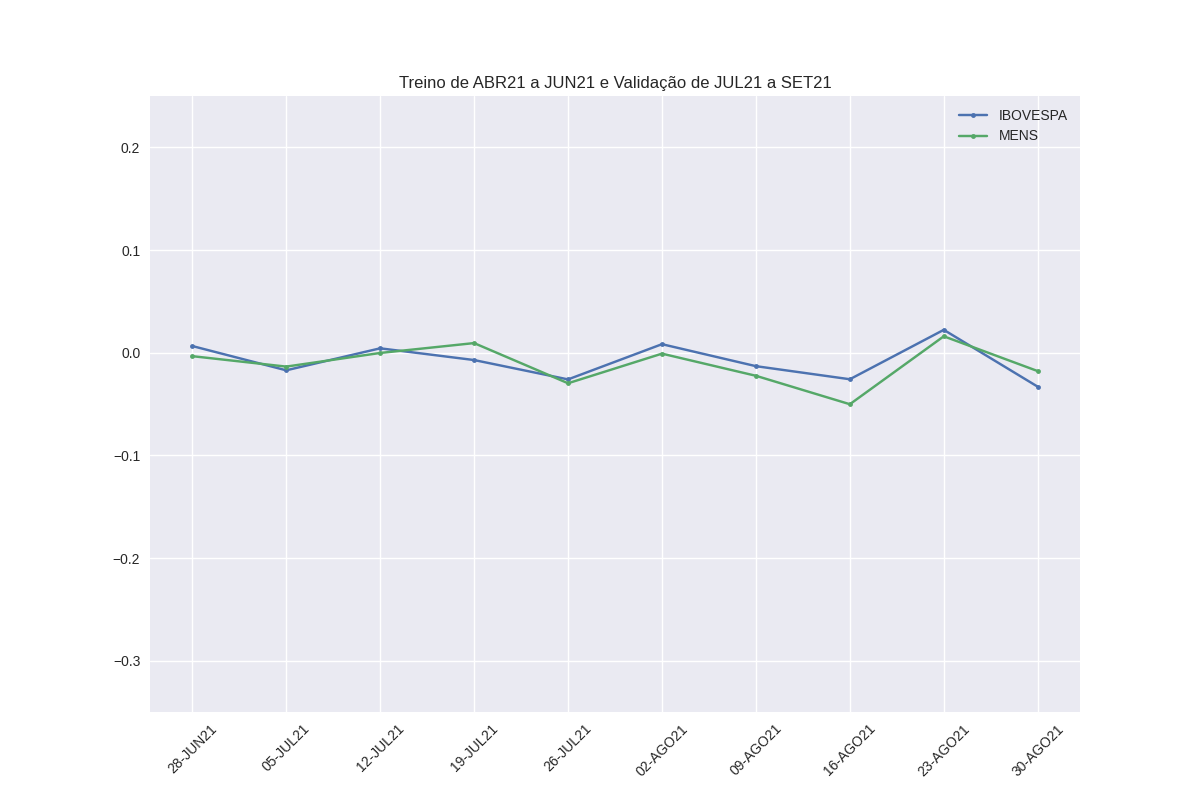 Treino de ABR21 a JUN21 e Validação de JUL21 a SET21
IBOVESPA
MENS
0.2
0.1
0.0
−0.1
−0.2
−0.3
28-JUN21
05-JUL21
12-JUL21
19-JUL21
26-JUL21
02-AGO21
09-AGO21
16-AGO21
23-AGO21
30-AGO21